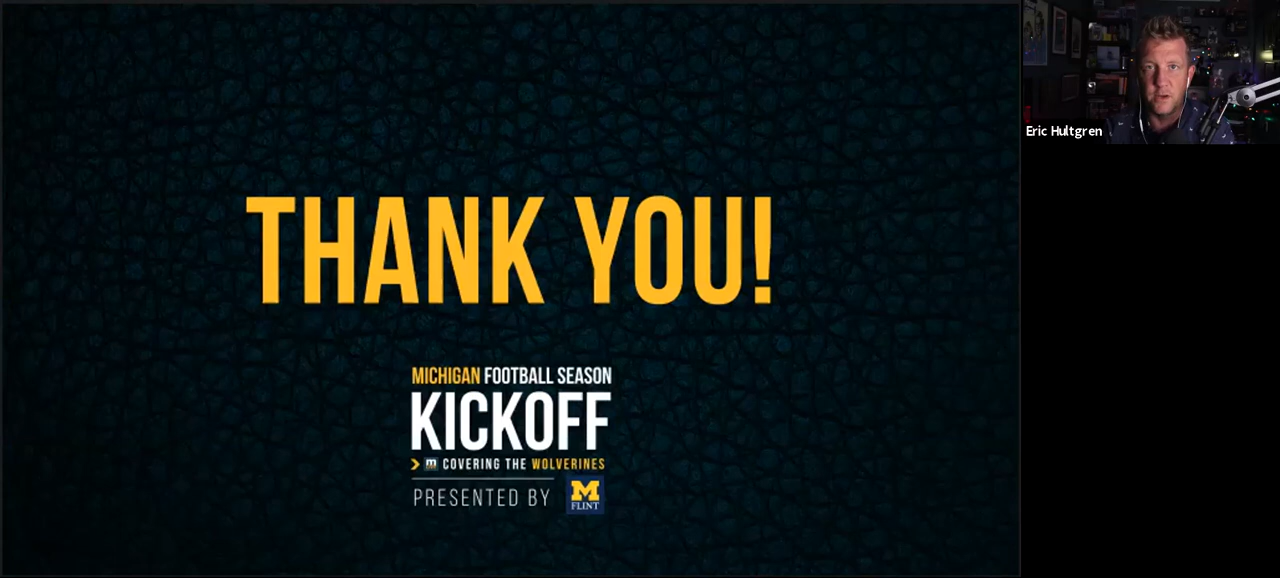 THANK YOU!
MICHIGAN FOOTBALL SEASON
KICKOFF
m COVERING THE WOLVERINES
PRESENTED BY M FLINT
Eric Hultgren